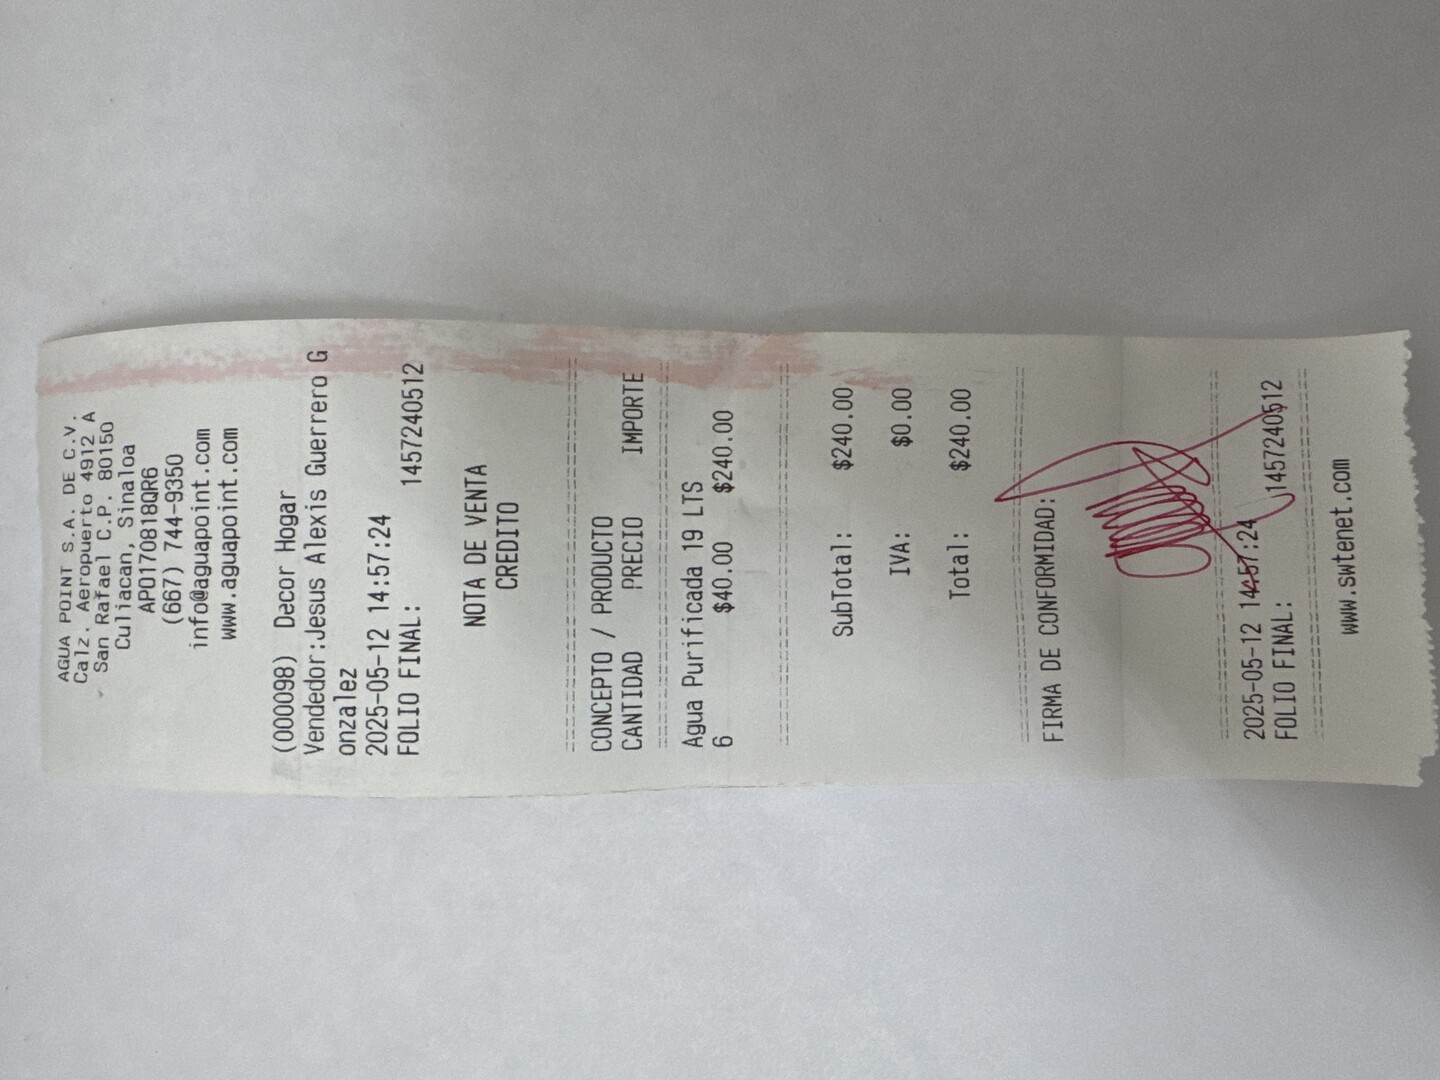 AGUA POINT S.A. DE C.V.
Calz. Aeropuerto 4912 A
San Rafael C.P. 80150
Culiacan, Sinaloa
APO170818QR6
(667) 744-9350
info@aguapoint.com
www.aguapoint.com
(000098) Decor Hogar
Vendedor:Jesus Alexis Guerrero G
onzalez
2025-05-12 14:57:24
FOLIO FINAL: 1457240512
NOTA DE VENTA
CREDITO
CONCEPTO / PRODUCTO
CANTIDAD PRECIO IMPORTE
Agua Purificada 19 LTS
6 $40.00 $240.00
SubTotal: $240.00
IVA: $0.00
Total: $240.00
FIRMA DE CONFORMIDAD:
2025-05-12 14:57:24
FOLIO FINAL: 1457240512
www.swtenet.com